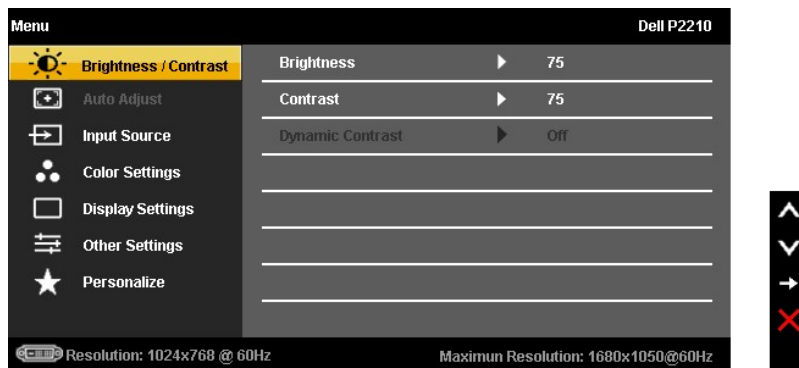 Menu Dell P2210
Brightness / Contrast Brightness 75
Auto Adjust Contrast 75
Input Source Dynamic Contrast Off
Color Settings
Display Settings
Other Settings
Personalize
Resolution: 1024x768 @ 60Hz Maximun Resolution: 1680x1050@60Hz